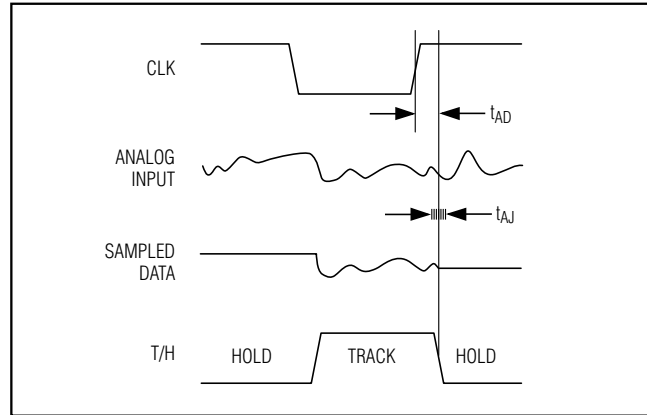 CLK
tAD
ANALOG
INPUT
tAJ
SAMPLED
DATA
T/H
HOLD
TRACK
HOLD